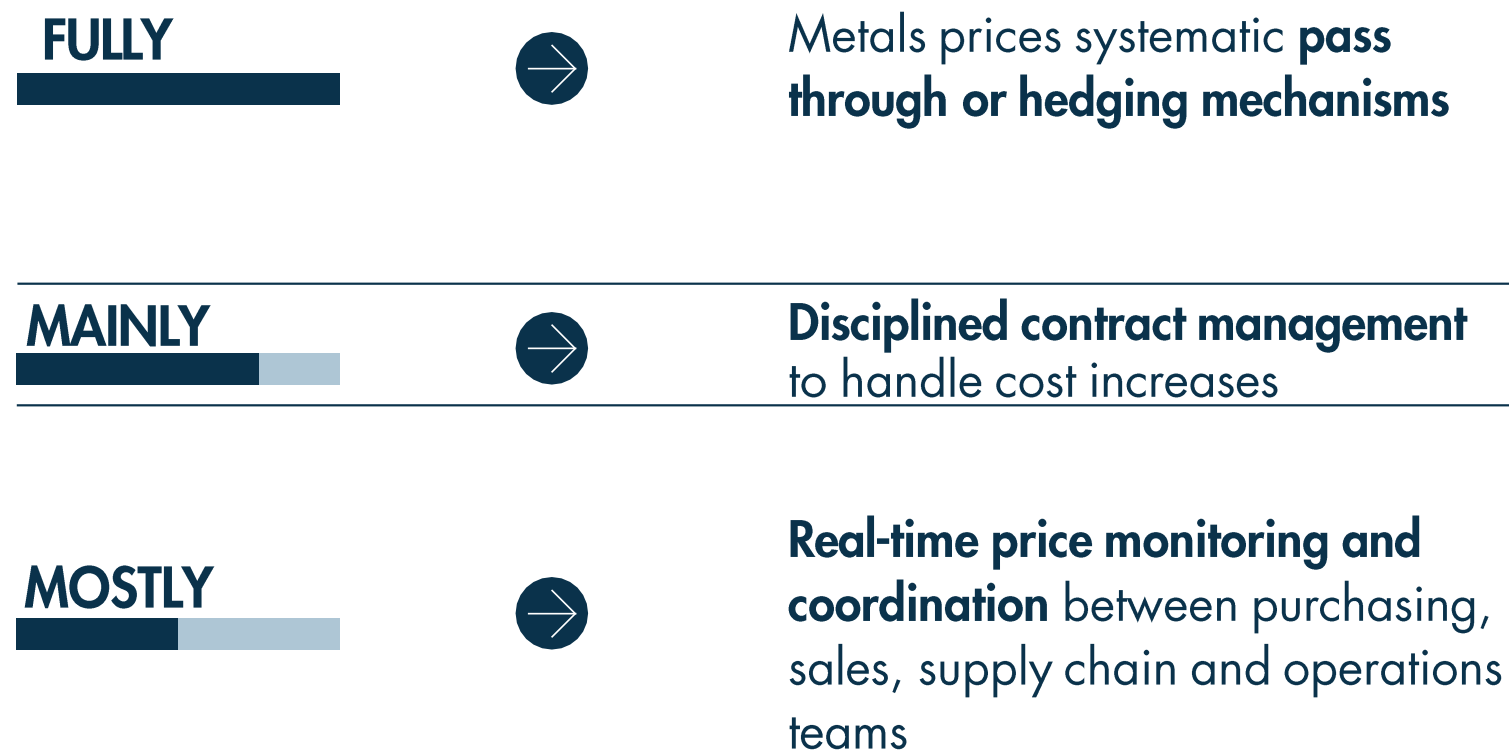 FULLY
Metals prices systematic pass
through or hedging mechanisms
MAINLY
Disciplined contract management
to handle cost increases
MOSTLY
Real-time price monitoring and
coordination between purchasing,
sales, supply chain and operations
teams